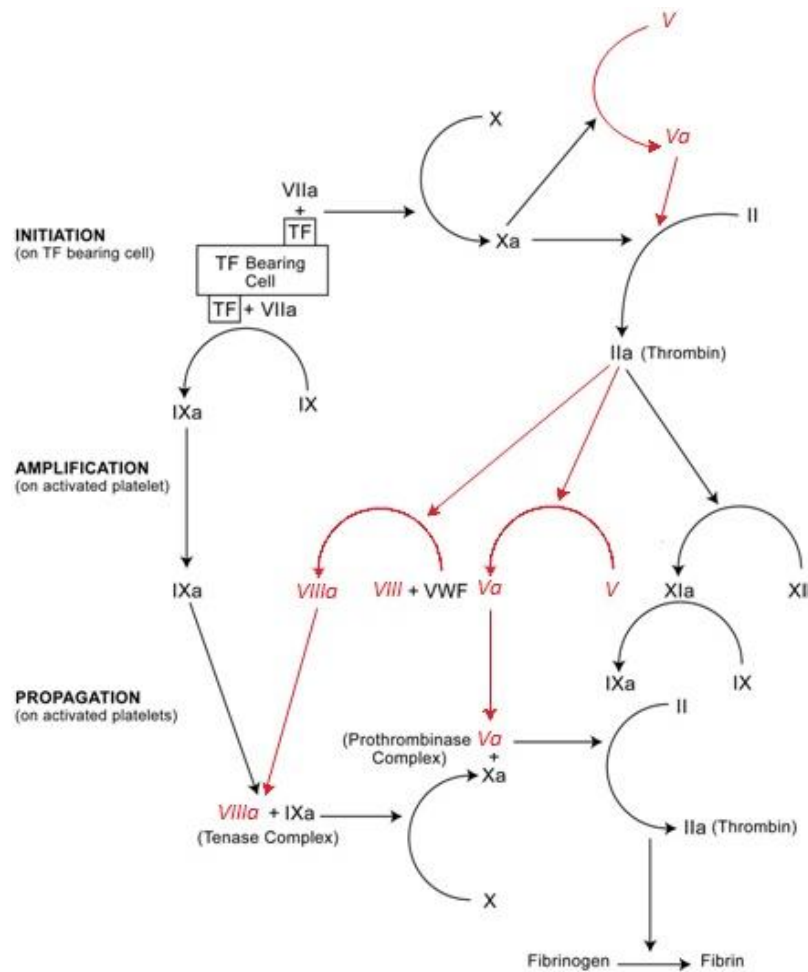 V
X
Va
VIIa
+
TF
II
INITIATION
(on TF bearing cell)
Xa
TF Bearing
Cell
TF + VIIa
IIa (Thrombin)
IXa
IX
AMPLIFICATION
(on activated platelet)
IXa
VIIIa
VIII + VWF
Va
V
XIa
XI
IXa
IX
PROPAGATION
(on activated platelets)
II
(Prothrombinase
Complex)
Va
+
Xa
VIIIa + IXa
(Tenase Complex)
IIa (Thrombin)
X
Fibrinogen
Fibrin